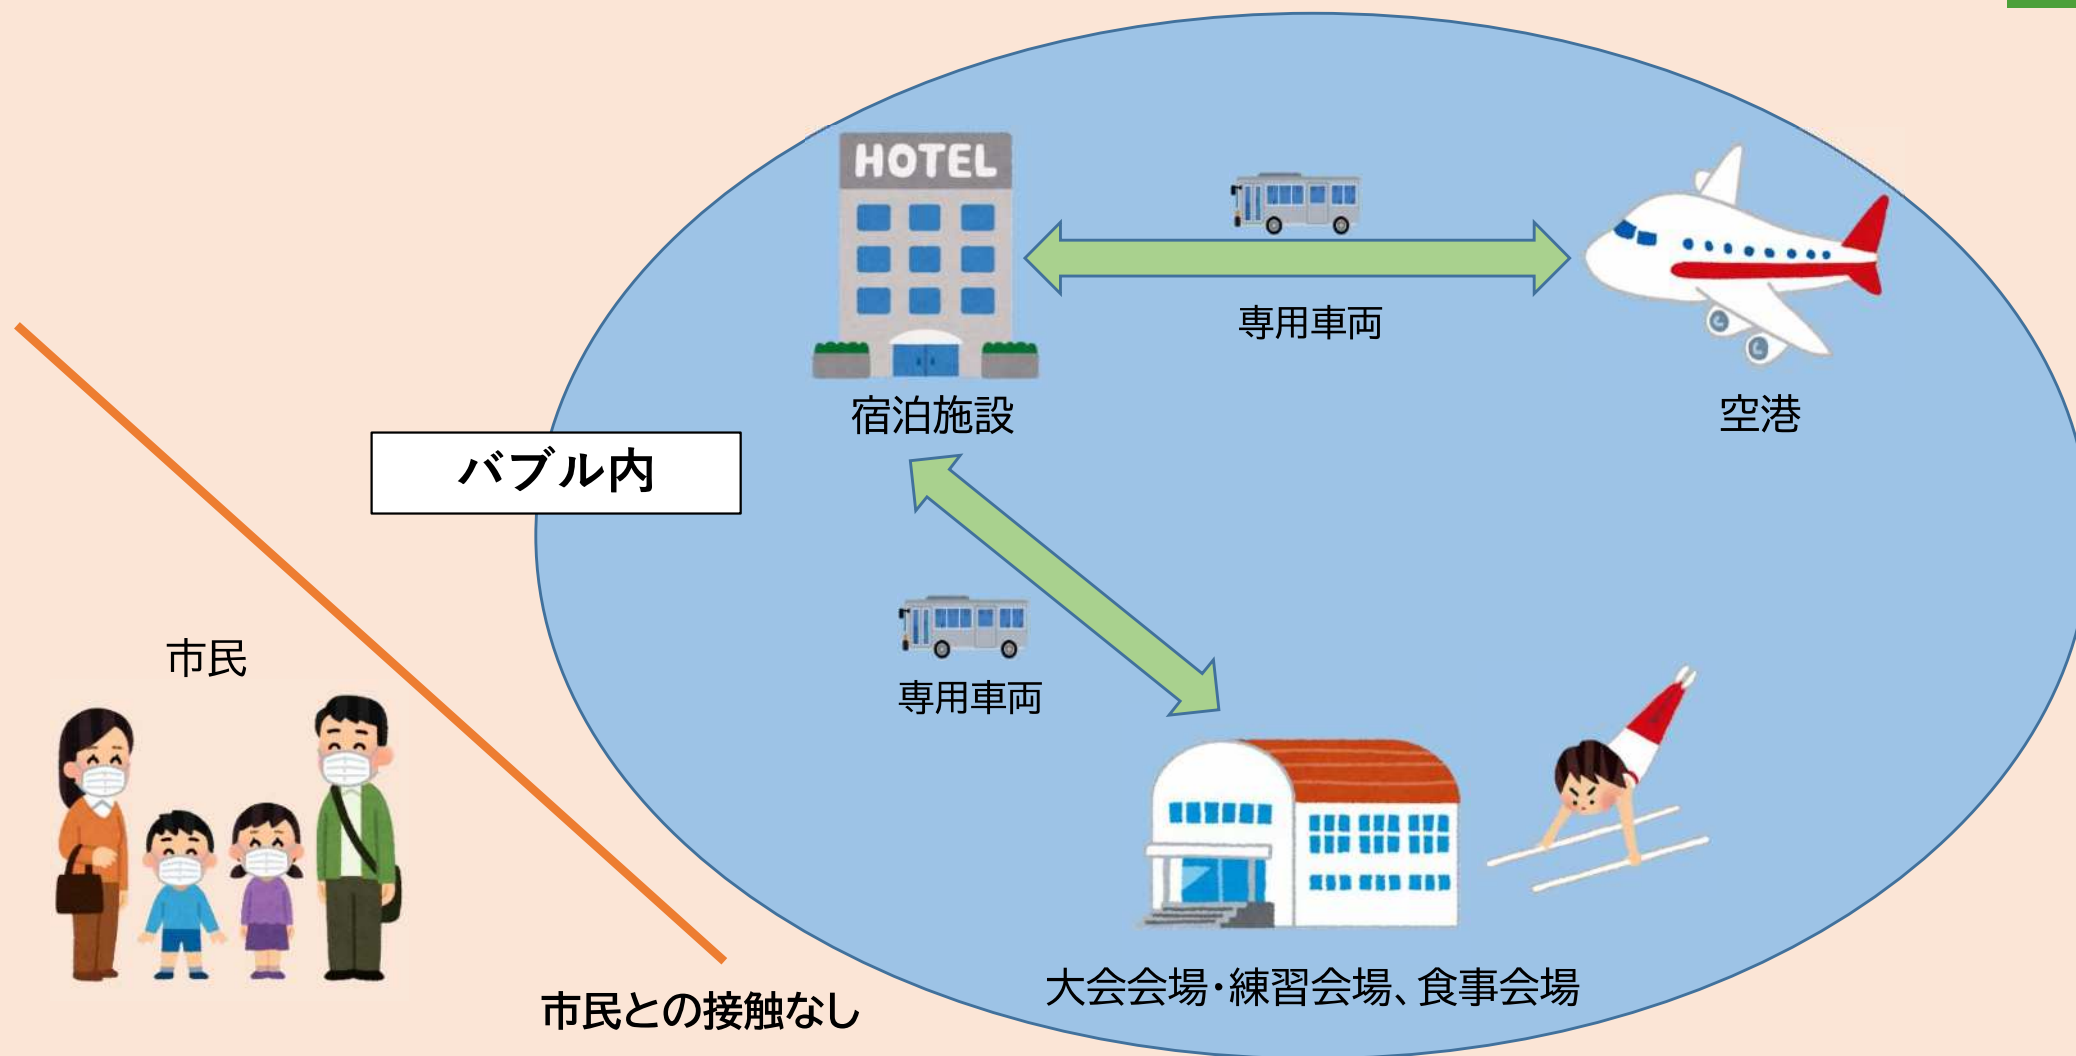 HOTEL
専用車両
宿泊施設
空港
バブル内
市民
専用車両
大会会場・練習会場、食事会場
市民との接触なし